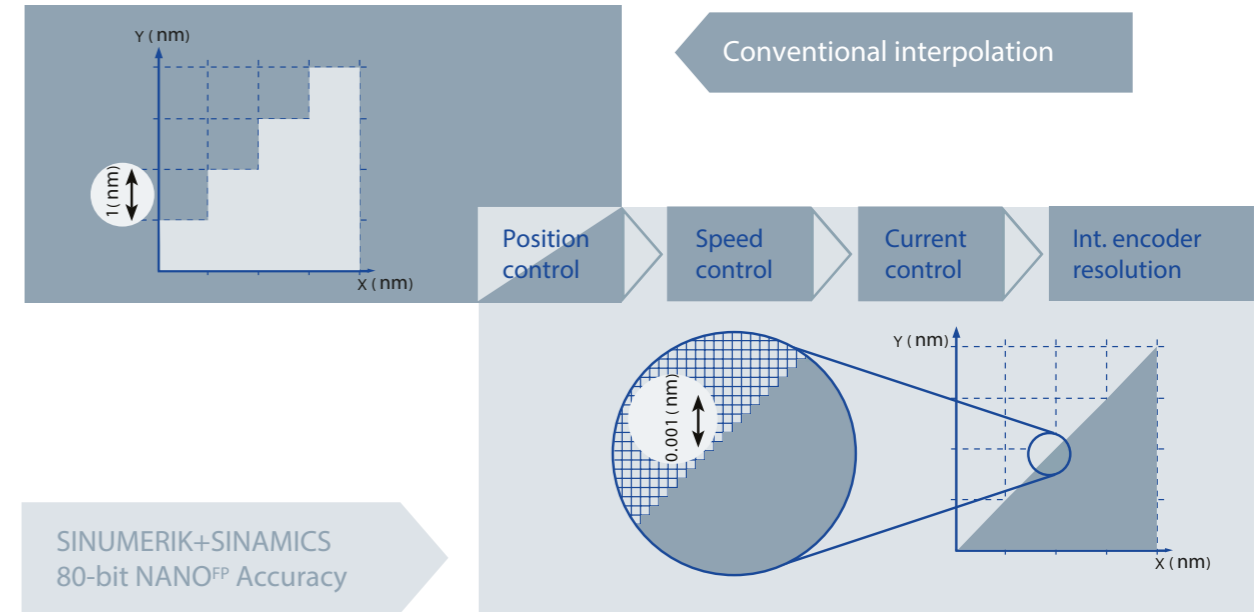 Y ( nm)
Conventional interpolation
1( nm)
X ( nm)
Position
control
Speed
control
Current
control
Int. encoder
resolution
Y ( nm)
0.001 ( nm)
X ( nm)
SINUMERIK+SINAMICS
80-bit NANOFP Accuracy